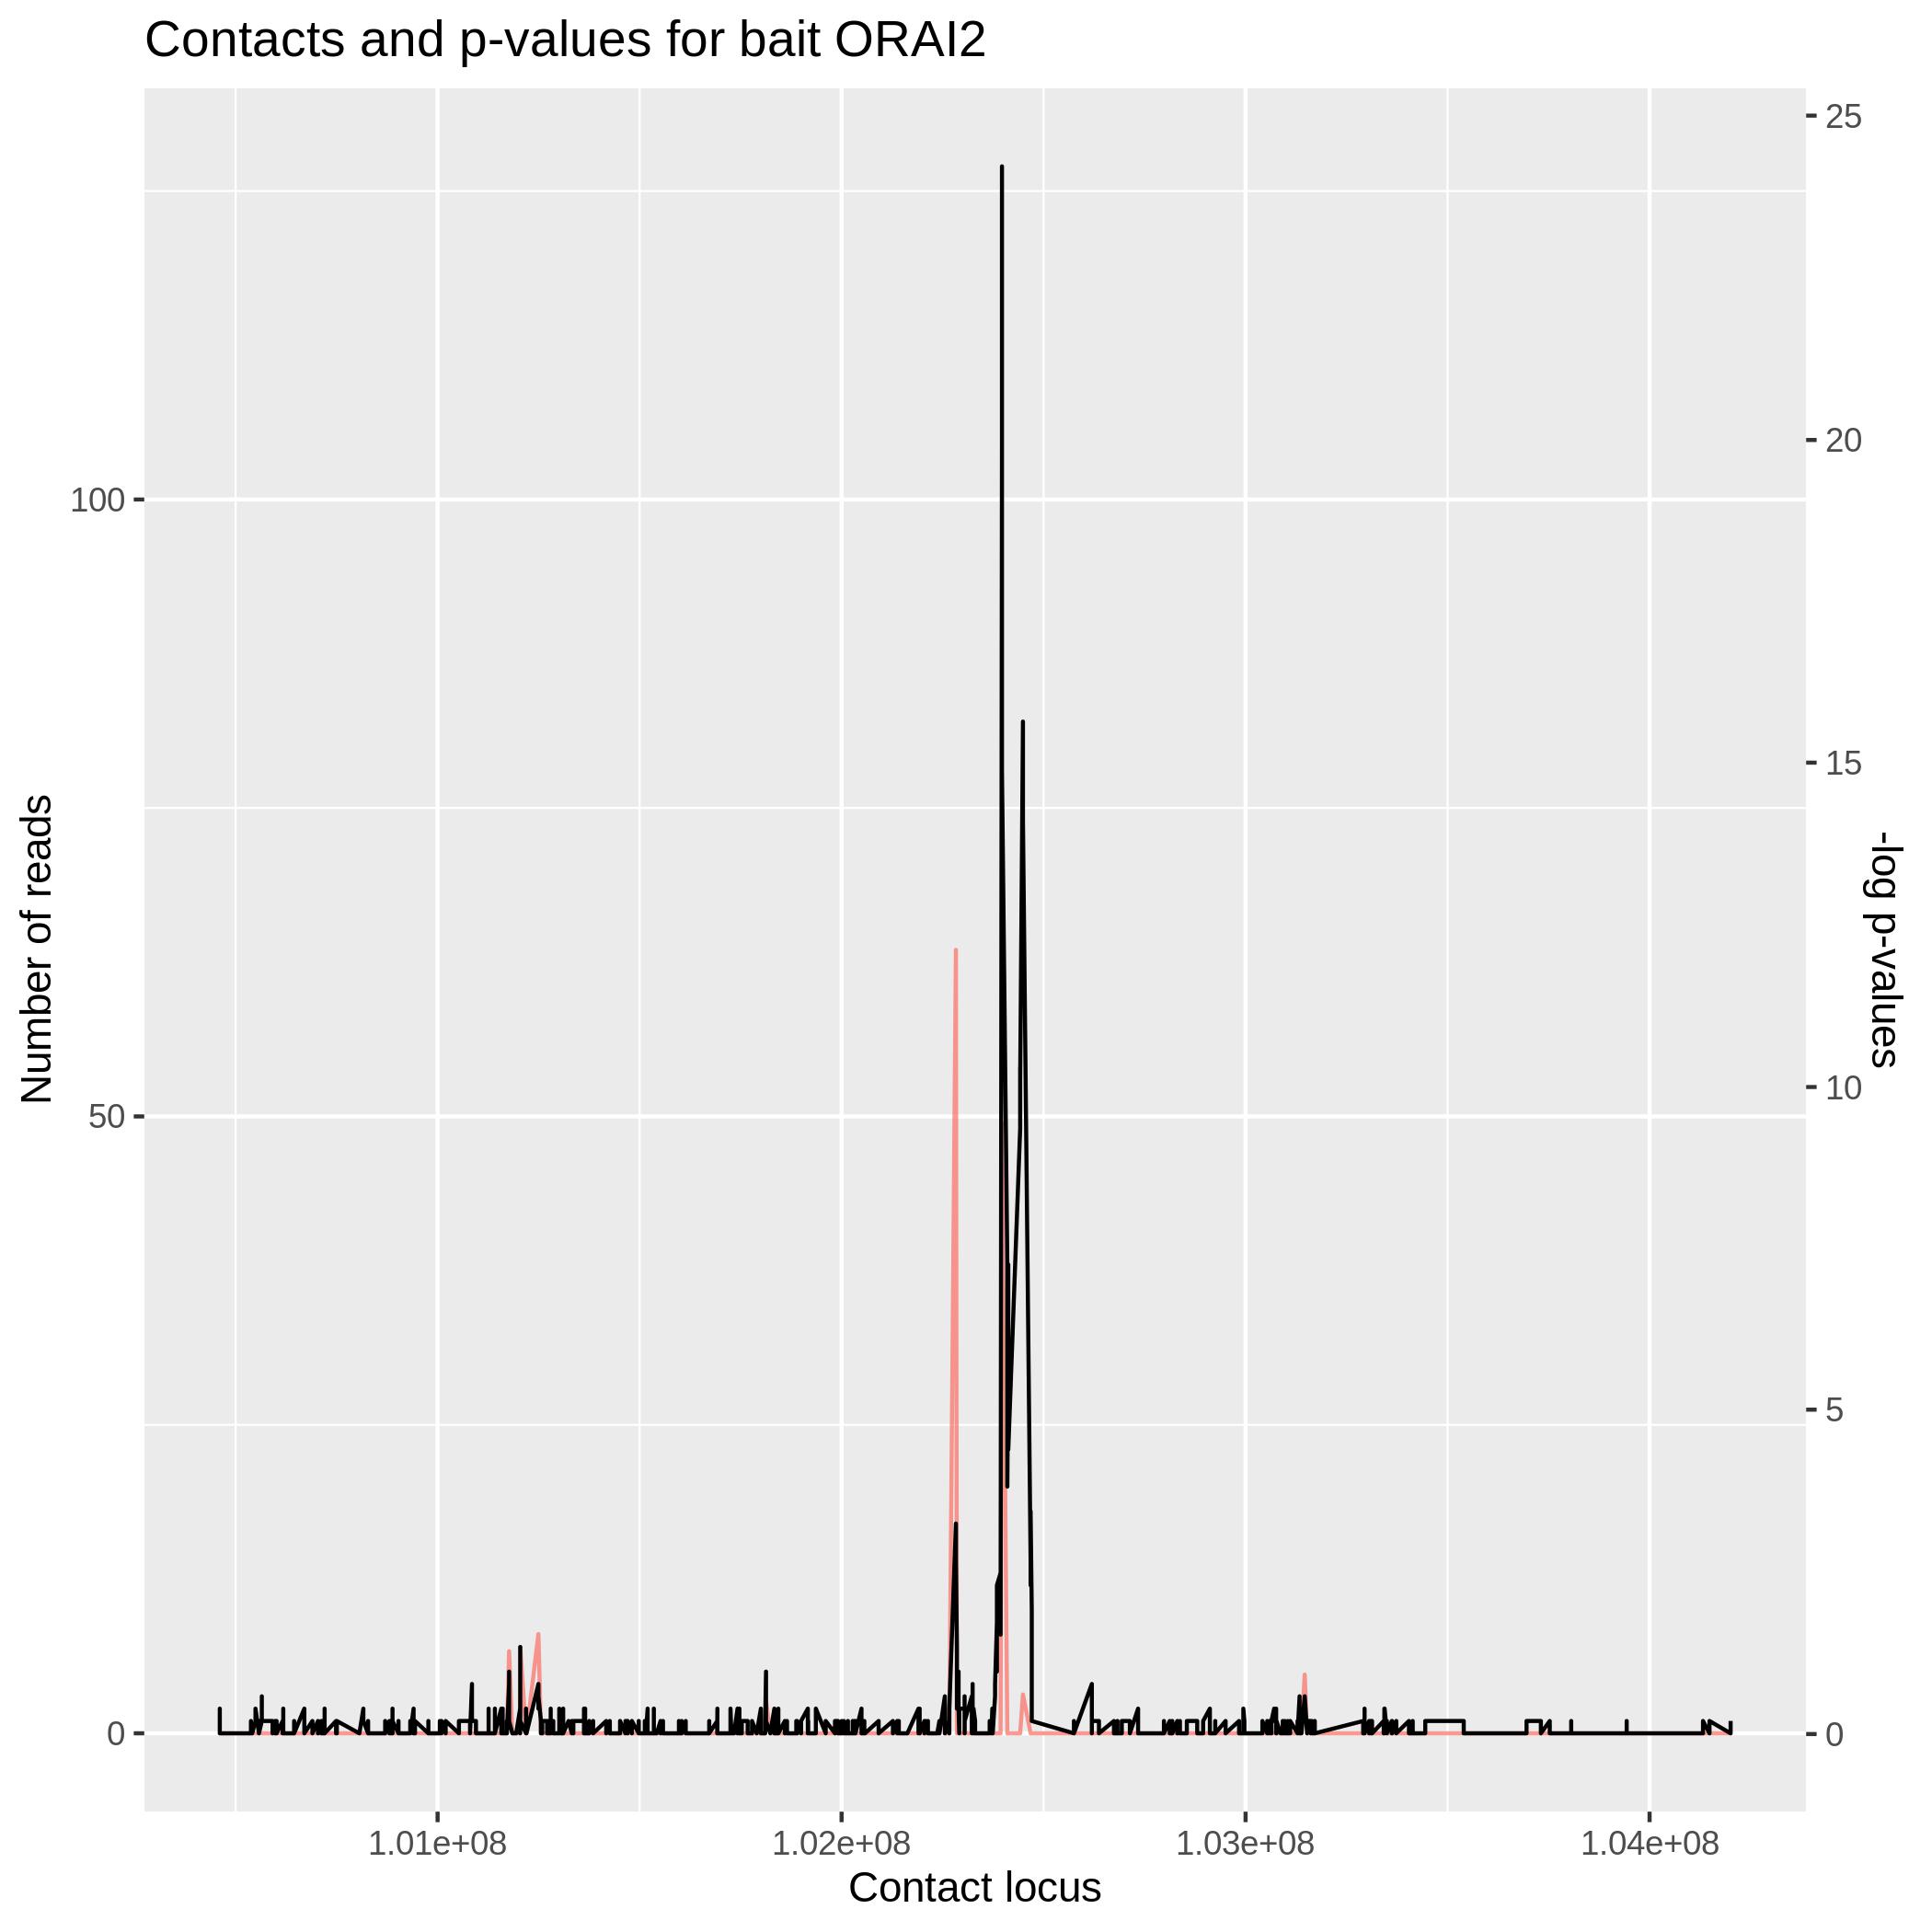 Contacts and p-values for bait ORAI2
Number of reads
100
50
0
25
20
15
10
5
0
-log p-values
1.01e+08
1.02e+08
1.03e+08
1.04e+08
Contact locus